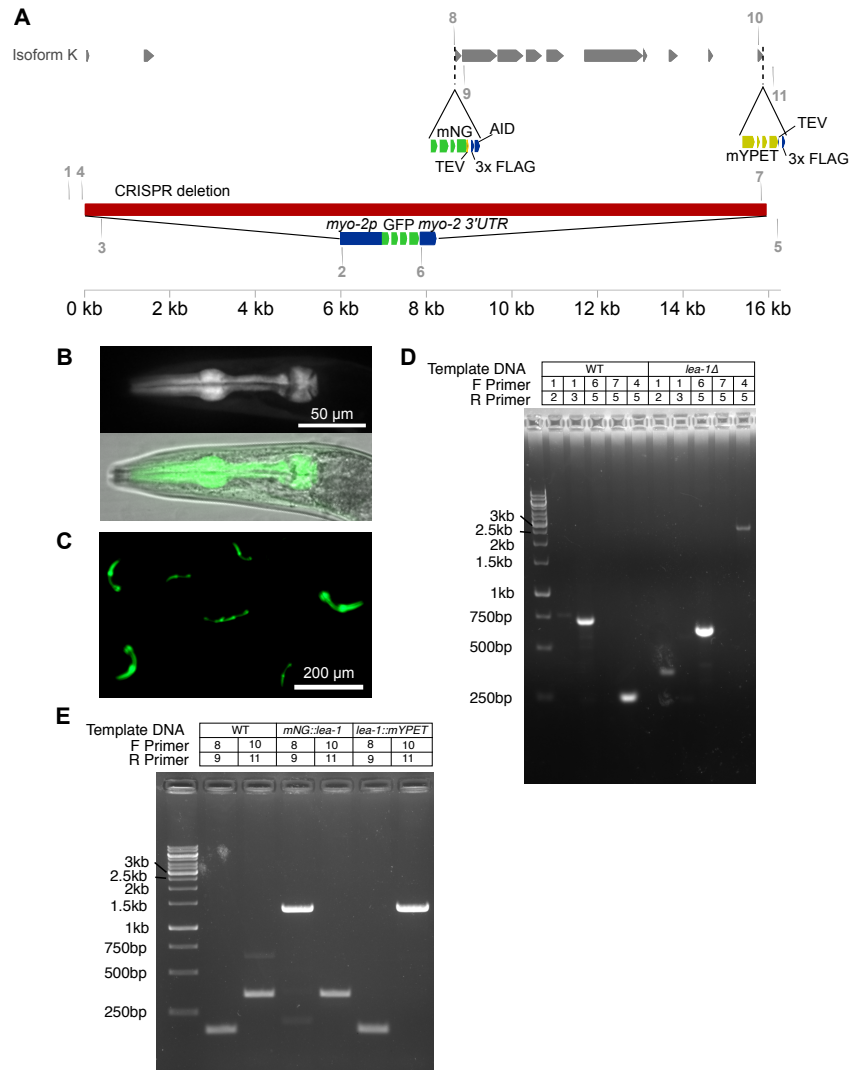 A
8
10
Isoform K
9
11
mNG
AID
TEV
3x FLAG
TEV
mYPET
3x FLAG
1 4
CRISPR deletion
7
myo-2p GFP myo-2 3'UTR
3
5
2
6
0 kb 2 kb 4 kb 6 kb 8 kb 10 kb 12 kb 14 kb 16 kb
B
50 µm
C
200 µm
D
Template DNA WT lea-1Δ
F Primer 1 1 6 7 4 1 1 6 7 4
R Primer 2 3 5 5 5 2 3 5 5 5
3kb
2.5kb
2kb
1.5kb
1kb
750bp
500bp
250bp
E
Template DNA WT mNG::lea-1 lea-1::mYPET
F Primer 8 10 8 10 8 10
R Primer 9 11 9 11 9 11
3kb
2.5kb
2kb
1.5kb
1kb
750bp
500bp
250bp